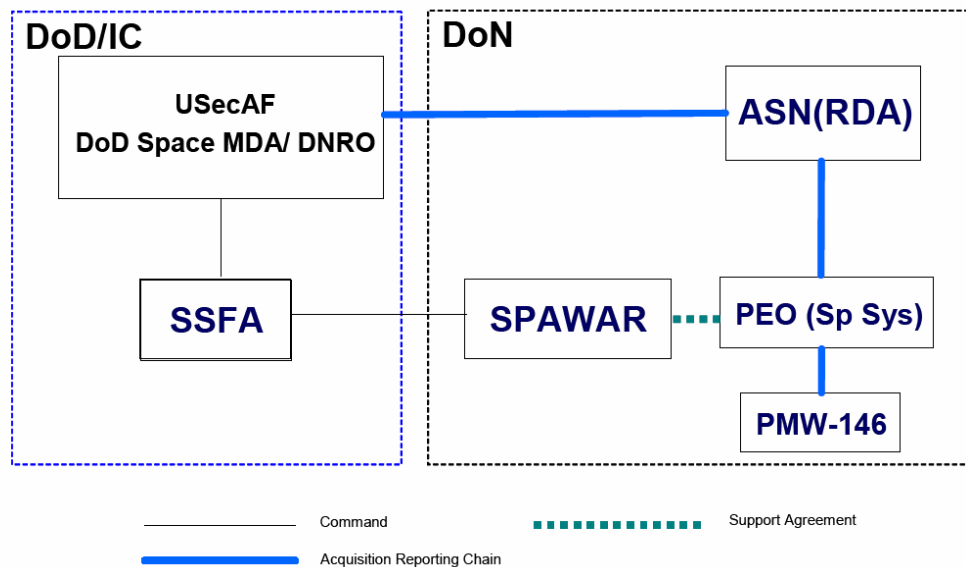 DoD/IC
DoN
USecAF
DoD Space MDA/ DNRO
ASN(RDA)
SSFA
SPAWAR
PEO (Sp Sys)
PMW-146
Command
Support Agreement
Acquisition Reporting Chain